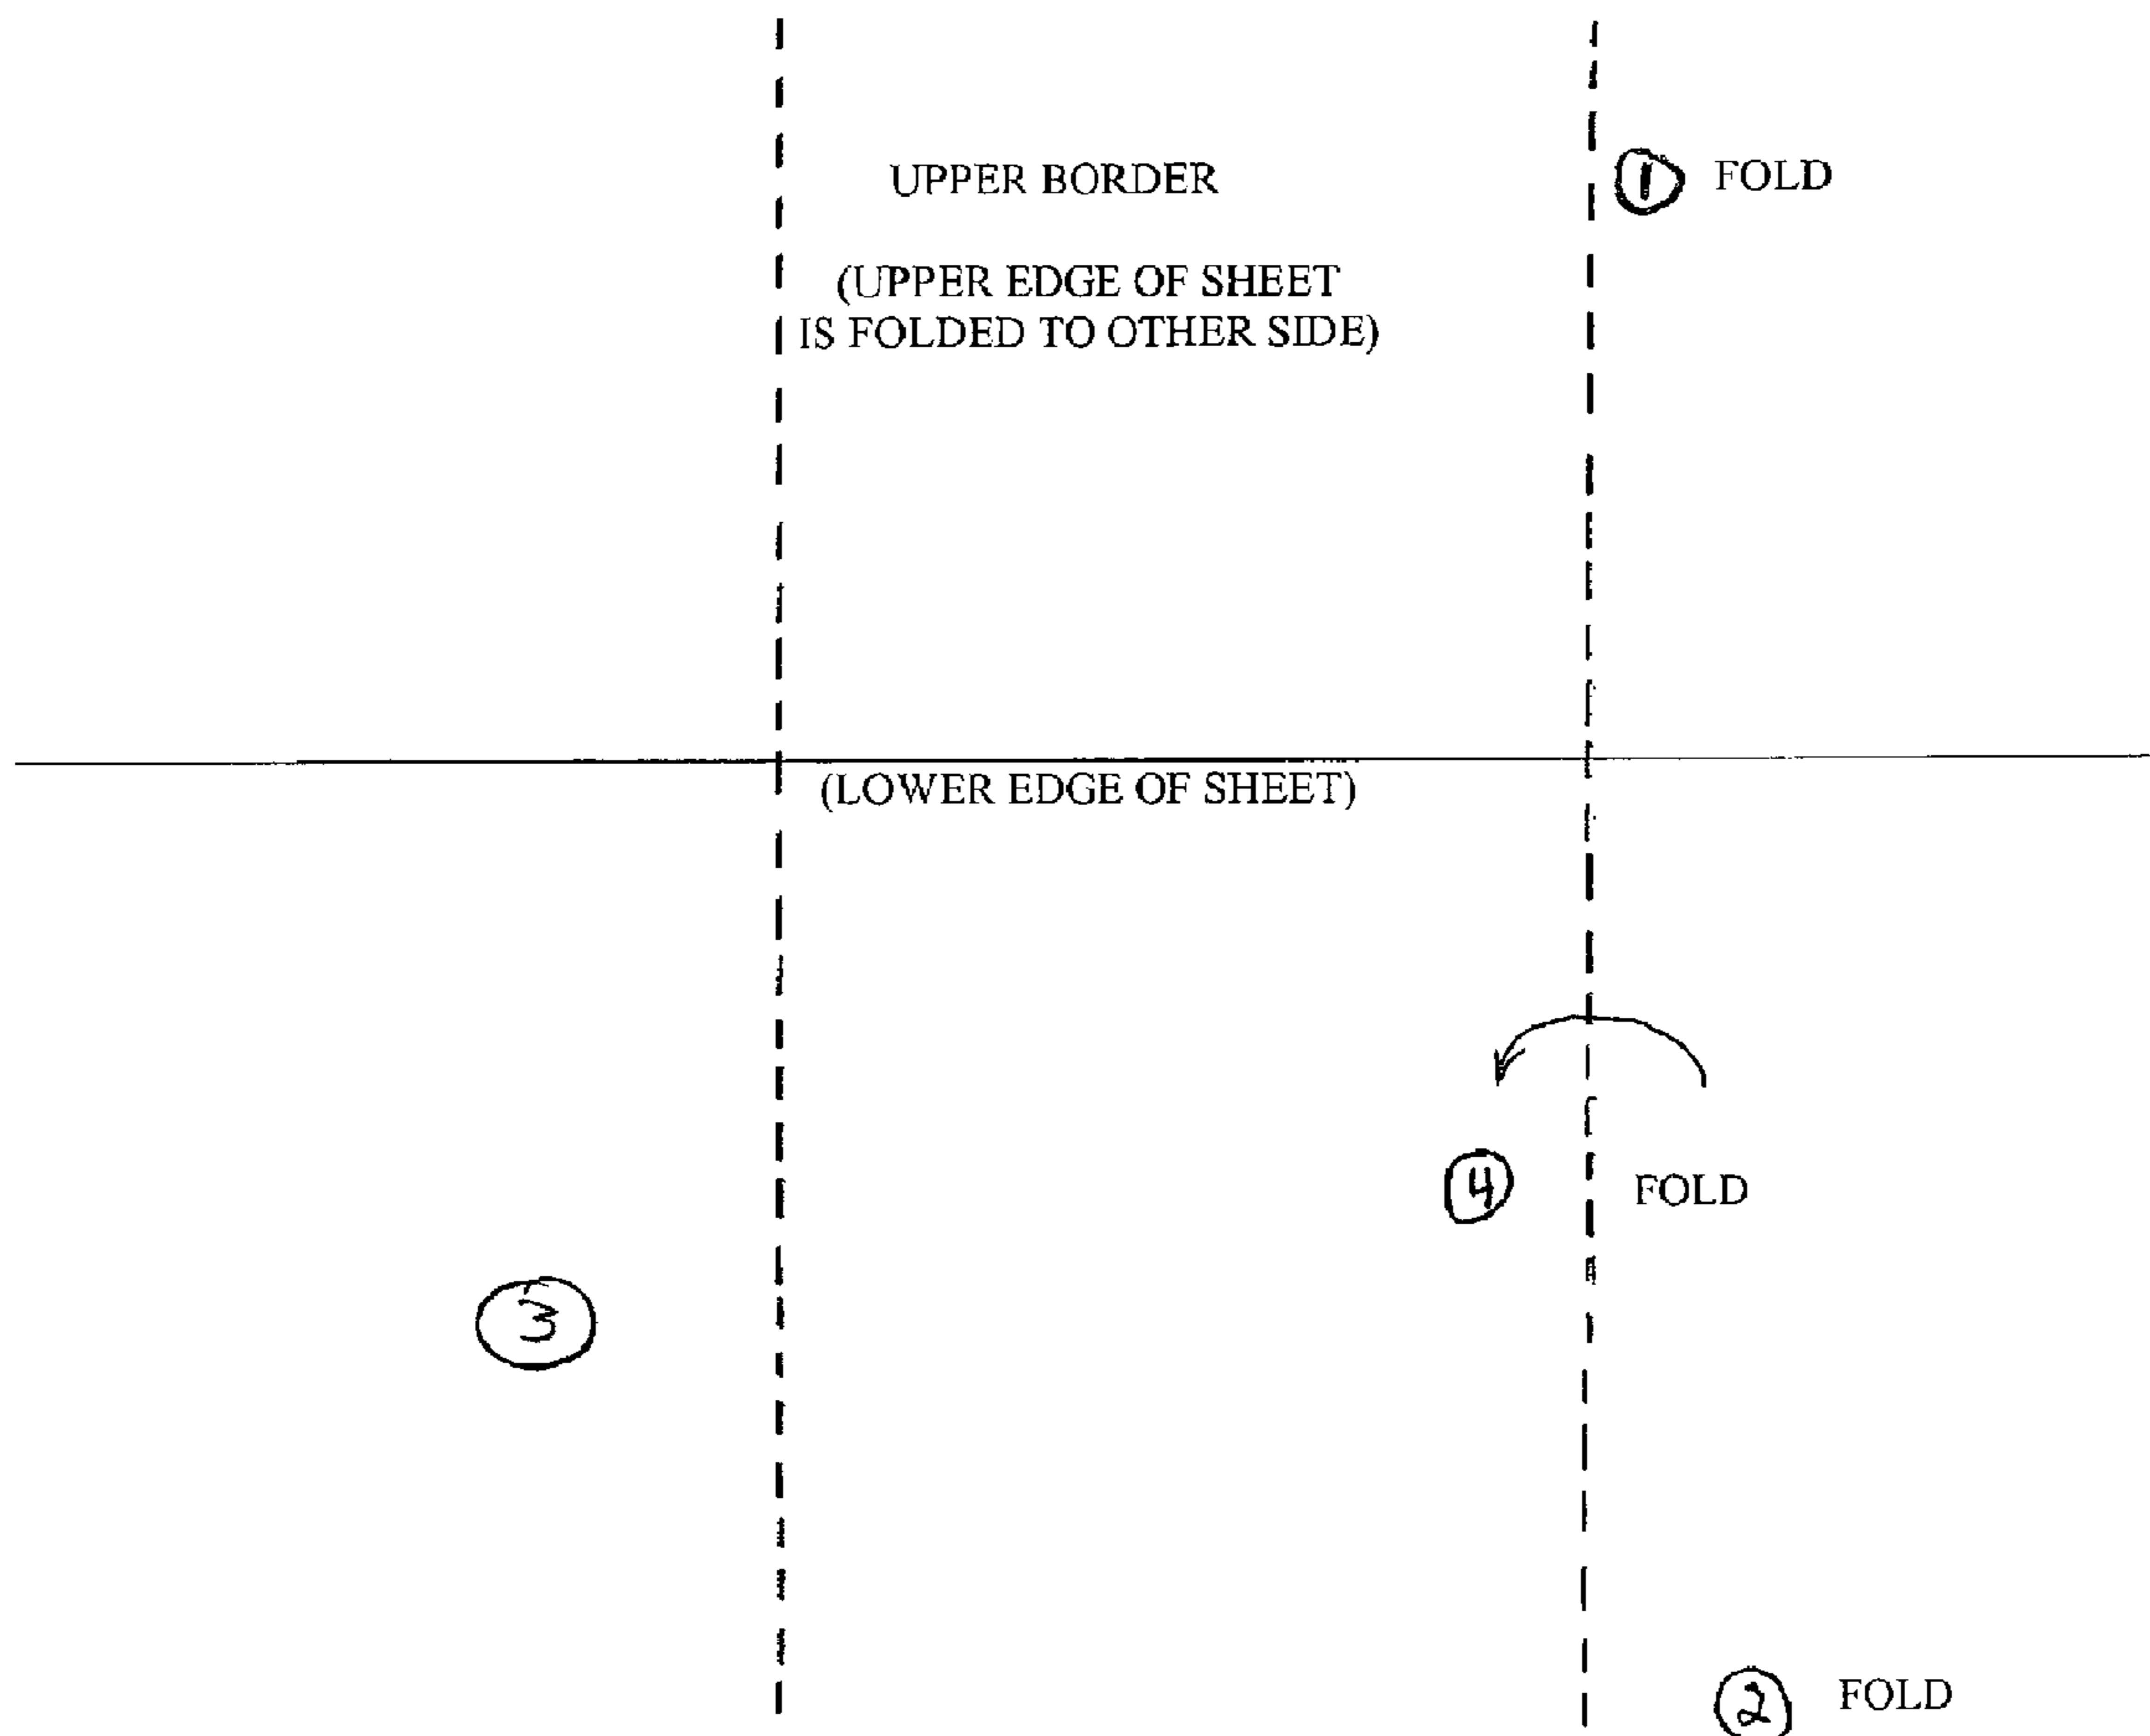 UPPER BORDER
1 FOLD
(UPPER EDGE OF SHEET
IS FOLDED TO OTHER SIDE)
(LOWER EDGE OF SHEET)
4 FOLD
3
2 FOLD